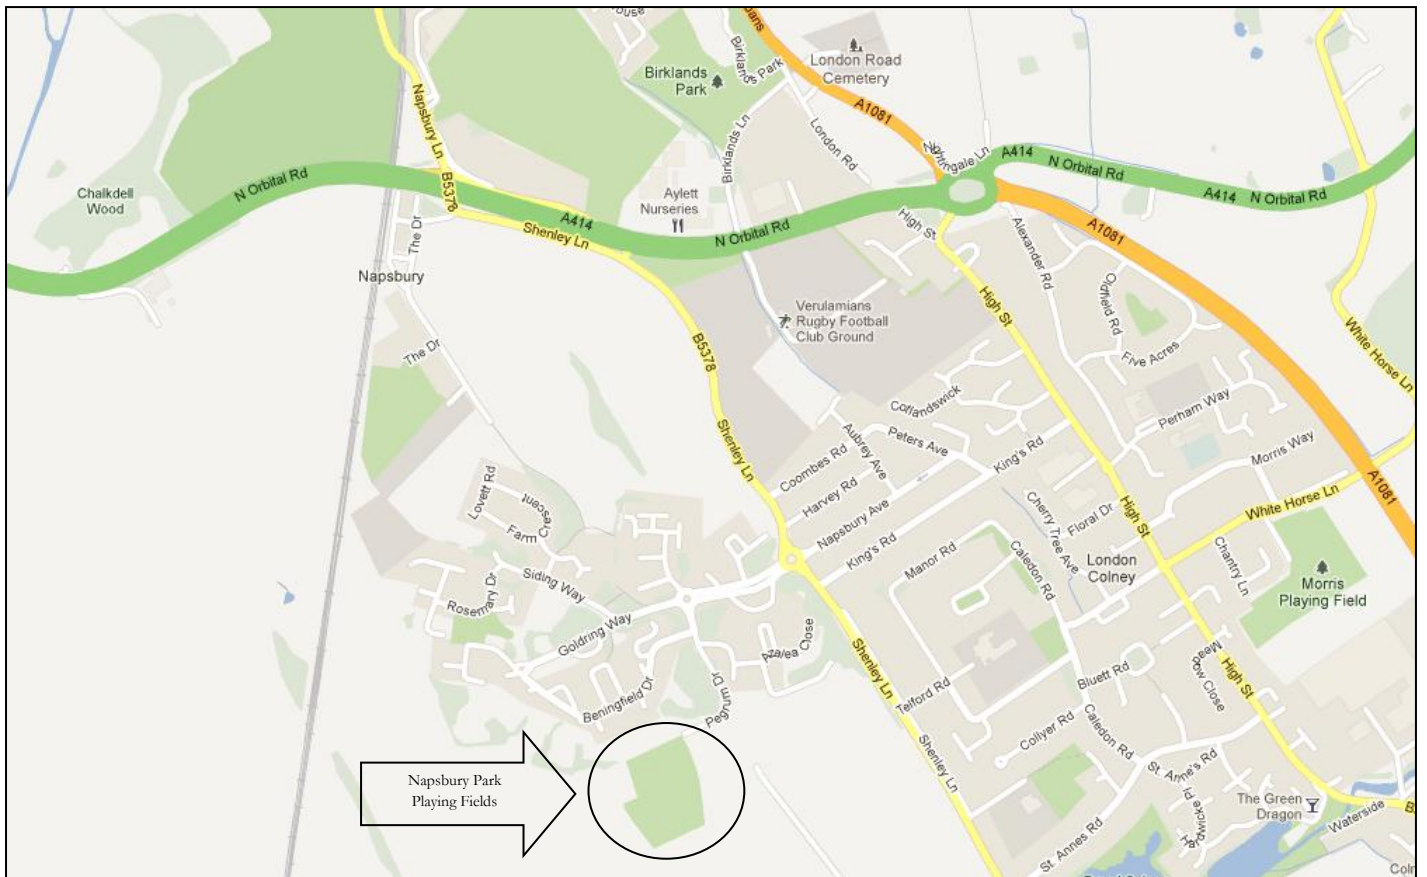 Birklands Park
London Road
Cemetery
Birklands
Park
A1081
Napsbury Ln
London Rd
Birklands Ln
Nightingale Ln
A414
N Orbital Rd
A414
N Orbital Rd
N Orbital Rd
Chalkdell
Wood
B5378
Aylett
Nurseries
The Dr
A414
Shenley Ln
N Orbital Rd
High St
Alexander Rd
A1081
Napsbury
Oldfield Rd
High St
Verulamians
Rugby Football
Club Ground
B5378
The Dr
Five Acres
White Horse Ln
Cotlandswick
Perham Way
Shenley Ln
Aubrey Ave
Peters Ave
King's Rd
Morris Way
Coombes Rd
Lovett Rd
Harvey Rd
A1081
Farm Crescent
Napsbury Ave
Cherry Tree Ave
Floral Dr
High St
White Horse Ln
King's Rd
Manor Rd
Caledon Rd
London
Colney
Chantry Ln
Siding Way
Rosemary Dr
Morris
Playing Field
Goldring Way
Azalea Close
Shenley Ln
Meadow Close
High St
Bluett Rd
Telford Rd
Beningfield Dr
Pegrum Dr
Collyer Rd
Caledon Rd
Shenley Ln
St. Anne's Rd
Napsbury Park
Playing Fields
The Green
Dragon
Hardwicke Pl
Waterside
St. Annes Rd